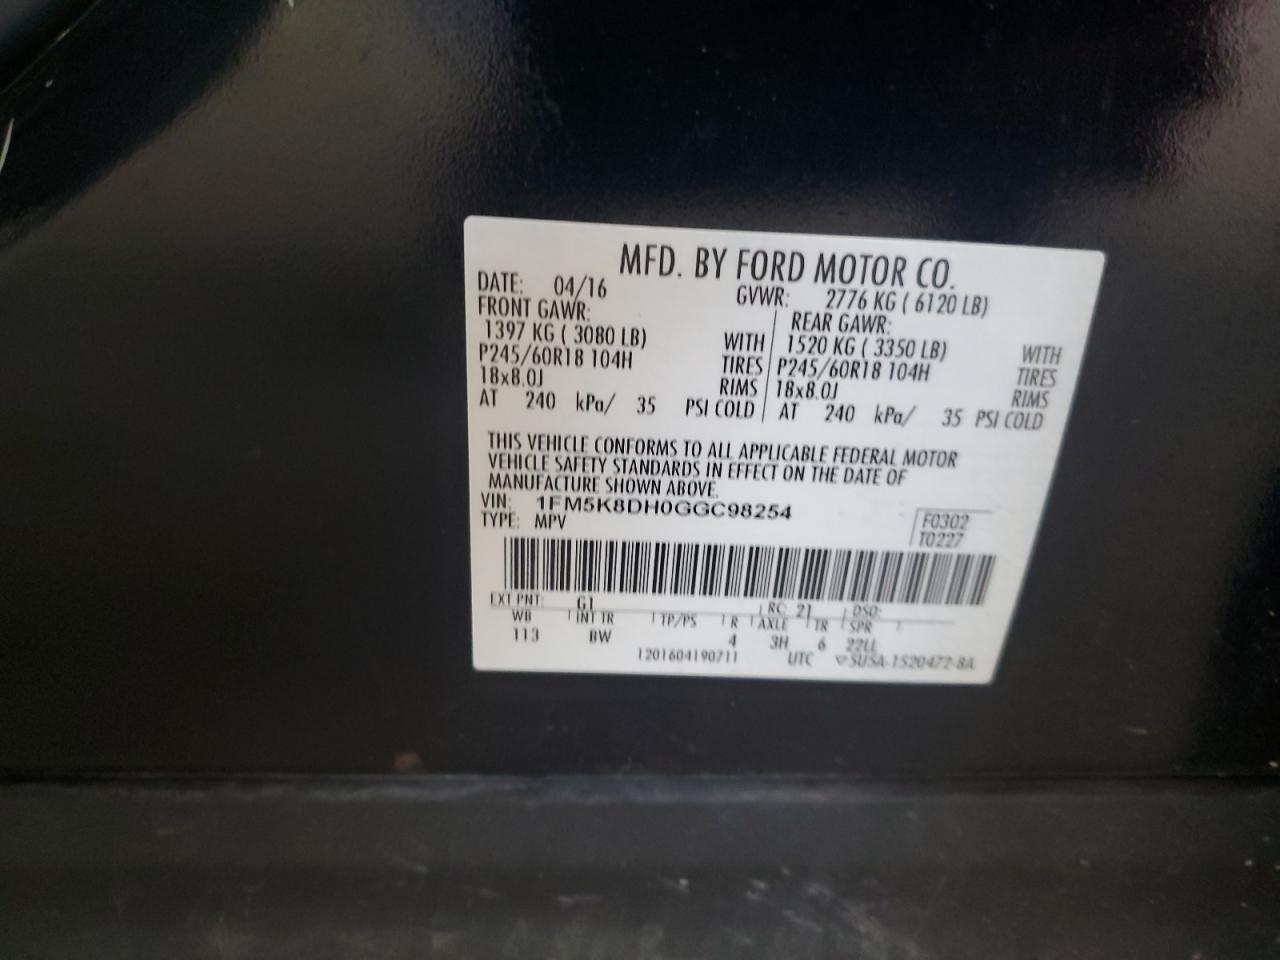 MFD. BY FORD MOTOR CO.
DATE: 04/16 GVWR: 2776 KG ( 6120 LB)
FRONT GAWR: REAR GAWR:
1397 KG ( 3080 LB) WITH 1520 KG ( 3350 LB) WITH
P245/60R18 104H TIRES P245/60R18 104H TIRES
18x8.0J RIMS 18x8.0J RIMS
AT 240 kPa/ 35 PSI COLD AT 240 kPa/ 35 PSI COLD
THIS VEHICLE CONFORMS TO ALL APPLICABLE FEDERAL MOTOR
VEHICLE SAFETY STANDARDS IN EFFECT ON THE DATE OF
MANUFACTURE SHOWN ABOVE.
VIN: 1FM5K8DH0GGC98254
TYPE: MPV
F0302
T0227
EXT PNT: G1 RC: 21 DSO:
WB INT TR TP/PS R AXLE TR SPR
113 BW 4 3H 6 22LL
1201604190711 UTC ▽5USA-1520472-BA